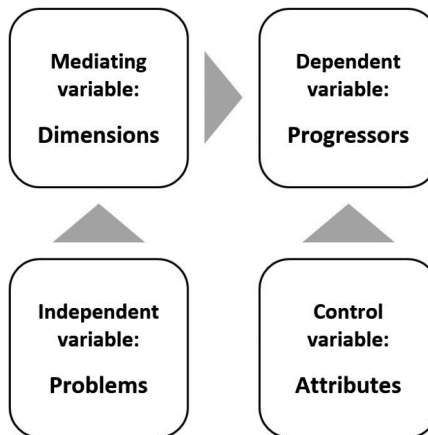 Mediating
variable:
Dimensions
Dependent
variable:
Progressors
Independent
variable:
Problems
Control
variable:
Attributes